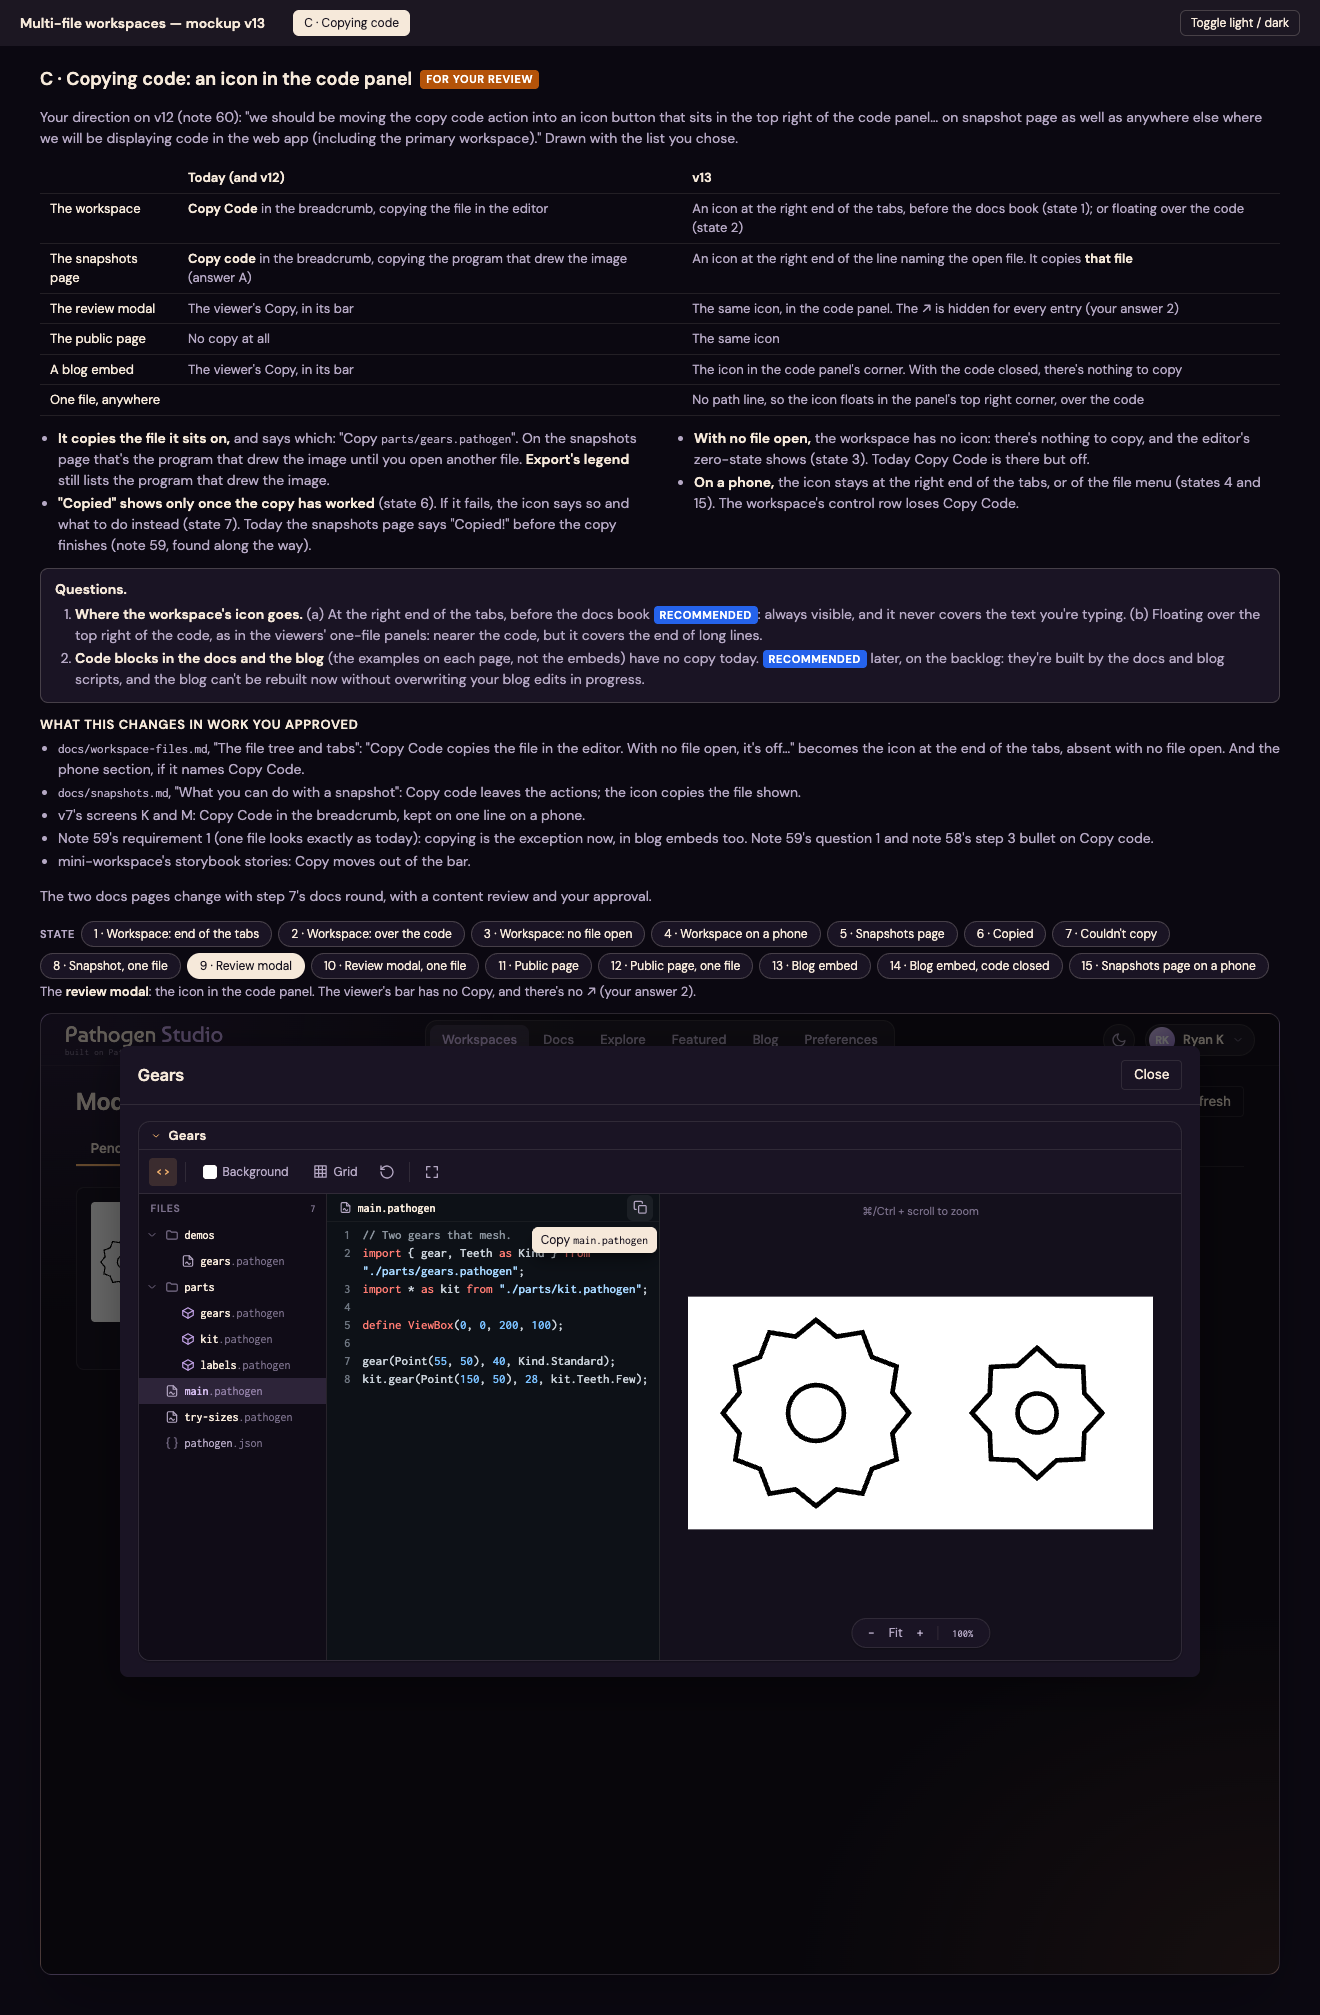 Multi-file workspaces — mockup v13
C · Copying code
Toggle light / dark
C · Copying code: an icon in the code panel
FOR YOUR REVIEW
Your direction on v12 (note 60): "we should be moving the copy code action into an icon button that sits in the top right of the code panel… on snapshot page as well as anywhere else where
we will be displaying code in the web app (including the primary workspace)." Drawn with the list you chose.
Today (and v12)
v13
The workspace
Copy Code in the breadcrumb, copying the file in the editor
An icon at the right end of the tabs, before the docs book (state 1); or floating over the code
(state 2)
The snapshots
page
Copy code in the breadcrumb, copying the program that drew the image
(answer A)
An icon at the right end of the line naming the open file. It copies that file
The review modal
The viewer's Copy, in its bar
The same icon, in the code panel. The ↗ is hidden for every entry (your answer 2)
The public page
No copy at all
The same icon
A blog embed
The viewer's Copy, in its bar
The icon in the code panel's corner. With the code closed, there's nothing to copy
One file, anywhere
No path line, so the icon floats in the panel's top right corner, over the code
• It copies the file it sits on, and says which: "Copy parts/gears.pathogen". On the snapshots
page that's the program that drew the image until you open another file. Export's legend
still lists the program that drew the image.
• "Copied" shows only once the copy has worked (state 6). If it fails, the icon says so and
what to do instead (state 7). Today the snapshots page says "Copied!" before the copy
finishes (note 59, found along the way).
• With no file open, the workspace has no icon: there's nothing to copy, and the editor's
zero-state shows (state 3). Today Copy Code is there but off.
• On a phone, the icon stays at the right end of the tabs, or of the file menu (states 4 and
15). The workspace's control row loses Copy Code.
Questions.
1. Where the workspace's icon goes. (a) At the right end of the tabs, before the docs book RECOMMENDED: always visible, and it never covers the text you're typing. (b) Floating over the
top right of the code, as in the viewers' one-file panels: nearer the code, but it covers the end of long lines.
2. Code blocks in the docs and the blog (the examples on each page, not the embeds) have no copy today. RECOMMENDED later, on the backlog: they're built by the docs and blog
scripts, and the blog can't be rebuilt now without overwriting your blog edits in progress.
WHAT THIS CHANGES IN WORK YOU APPROVED
• docs/workspace-files.md, "The file tree and tabs": "Copy Code copies the file in the editor. With no file open, it's off…" becomes the icon at the end of the tabs, absent with no file open. And the
phone section, if it names Copy Code.
• docs/snapshots.md, "What you can do with a snapshot": Copy code leaves the actions; the icon copies the file shown.
• v7's screens K and M: Copy Code in the breadcrumb, kept on one line on a phone.
• Note 59's requirement 1 (one file looks exactly as today): copying is the exception now, in blog embeds too. Note 59's question 1 and note 58's step 3 bullet on Copy code.
• mini-workspace's storybook stories: Copy moves out of the bar.
The two docs pages change with step 7's docs round, with a content review and your approval.
STATE
1 · Workspace: end of the tabs
2 · Workspace: over the code
3 · Workspace: no file open
4 · Workspace on a phone
5 · Snapshots page
6 · Copied
7 · Couldn't copy
8 · Snapshot, one file
9 · Review modal
10 · Review modal, one file
11 · Public page
12 · Public page, one file
13 · Blog embed
14 · Blog embed, code closed
15 · Snapshots page on a phone
The review modal: the icon in the code panel. The viewer's bar has no Copy, and there's no ↗ (your answer 2).
Pathogen Studio
built on Pa
Workspaces
Docs
Explore
Featured
Blog
Preferences
RK
Ryan K
Mod
fresh
Pend
Gears
Close
Gears
<>
Background
Grid
FILES
7
demos
gears.pathogen
parts
gears.pathogen
kit.pathogen
labels.pathogen
main.pathogen
try-sizes.pathogen
{} pathogen.json
main.pathogen
Copy main.pathogen
1 // Two gears that mesh.
2 import { gear, Teeth as Kind } from
"./parts/gears.pathogen";
3 import * as kit from "./parts/kit.pathogen";
4
5 define ViewBox(0, 0, 200, 100);
6
7 gear(Point(55, 50), 40, Kind.Standard);
8 kit.gear(Point(150, 50), 28, kit.Teeth.Few);
⌘/Ctrl + scroll to zoom
− Fit + 100%